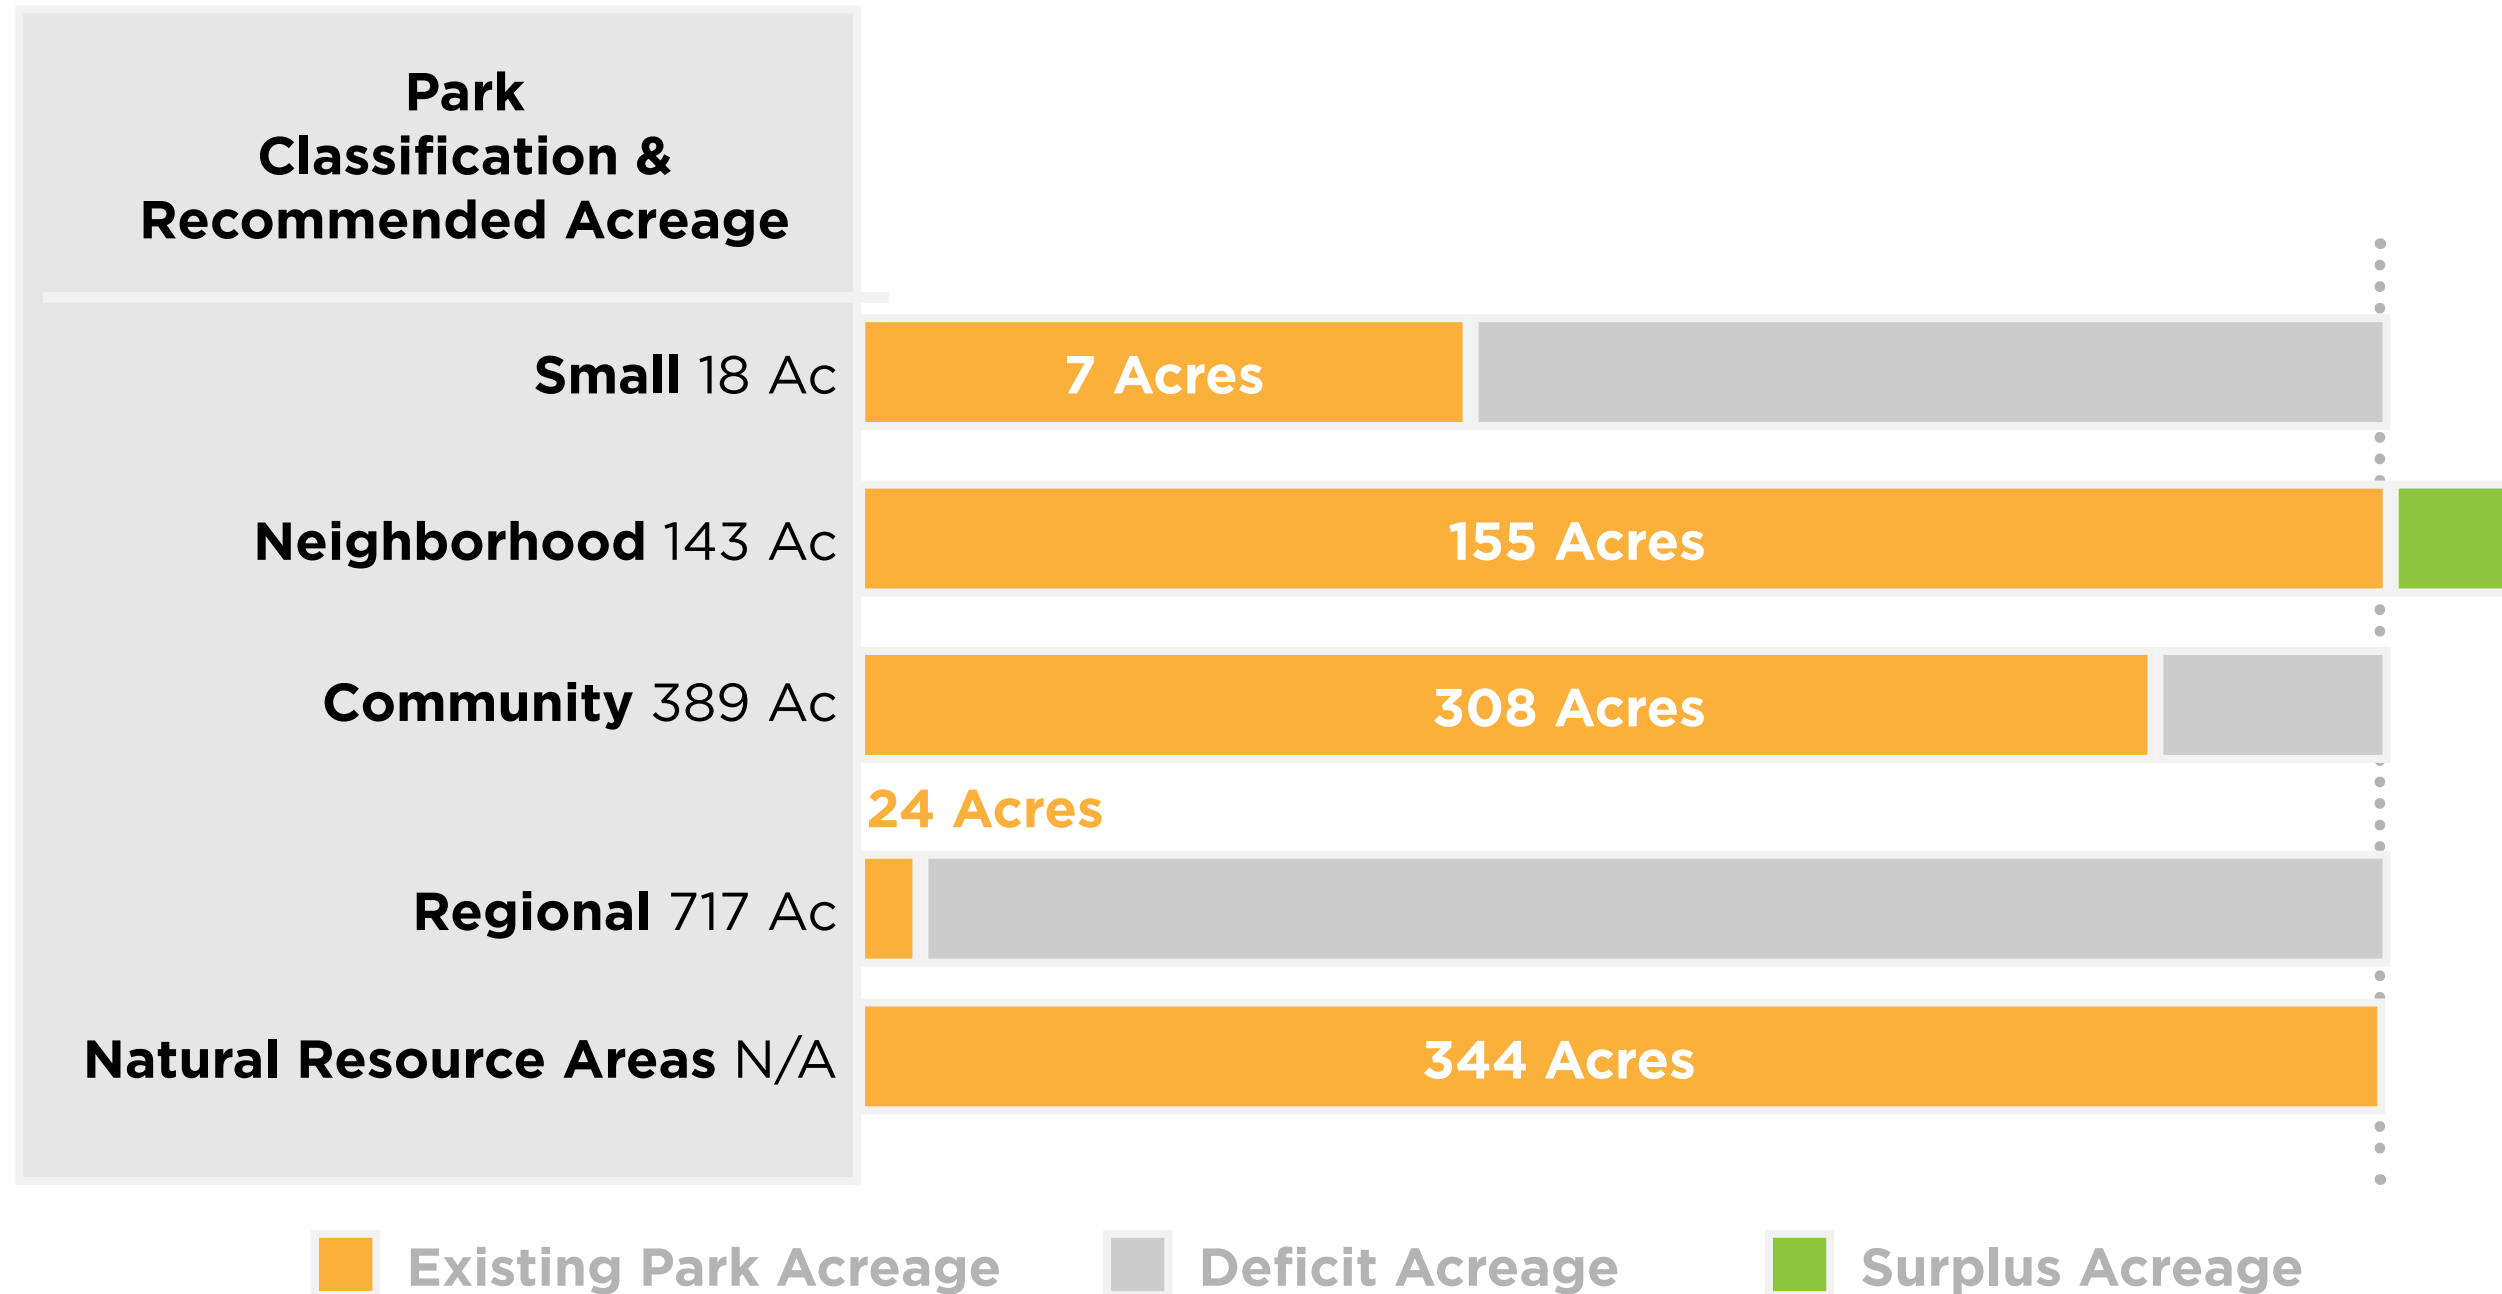 Park
Classification &
Recommended Acreage
Small 18 Ac
7 Acres
Neighborhood 143 Ac
155 Acres
Community 389 Ac
308 Acres
24 Acres
Regional 717 Ac
Natural Resource Areas N/A
344 Acres
Existing Park Acreage
Deficit Acreage
Surpus Acreage